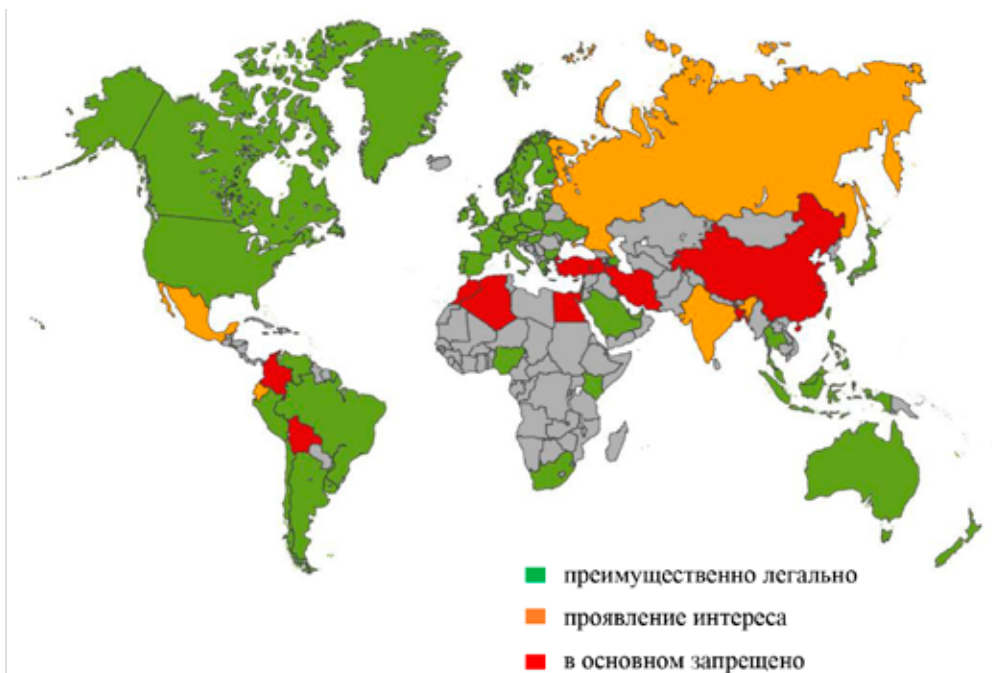 преимущественно легально
проявление интереса
в основном запрещено